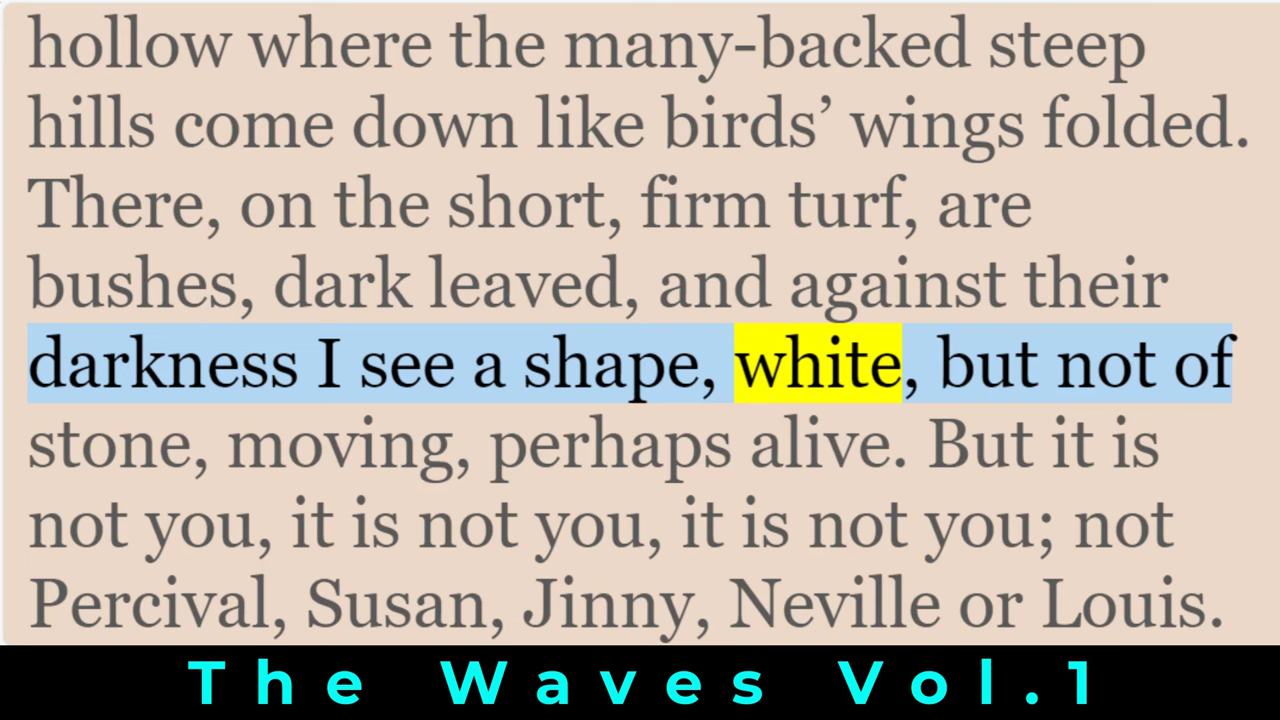 hollow where the many-backed steep
hills come down like birds’ wings folded.
There, on the short, firm turf, are
bushes, dark leaved, and against their
darkness I see a shape, white, but not of
stone, moving, perhaps alive. But it is
not you, it is not you, it is not you; not
Percival, Susan, Jinny, Neville or Louis.
The Waves Vol.1